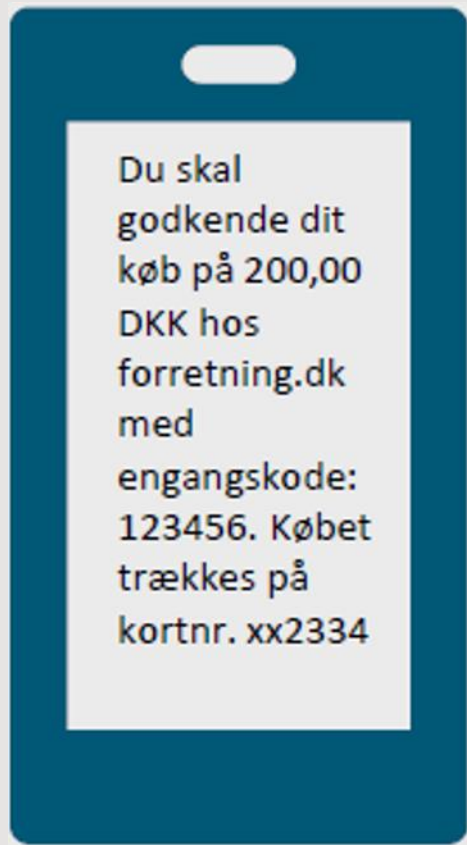 Du skal
godkende dit
køb på 200,00
DKK hos
forretning.dk
med
engangskode:
123456. Købet
trækkes på
kortnr. xx2334